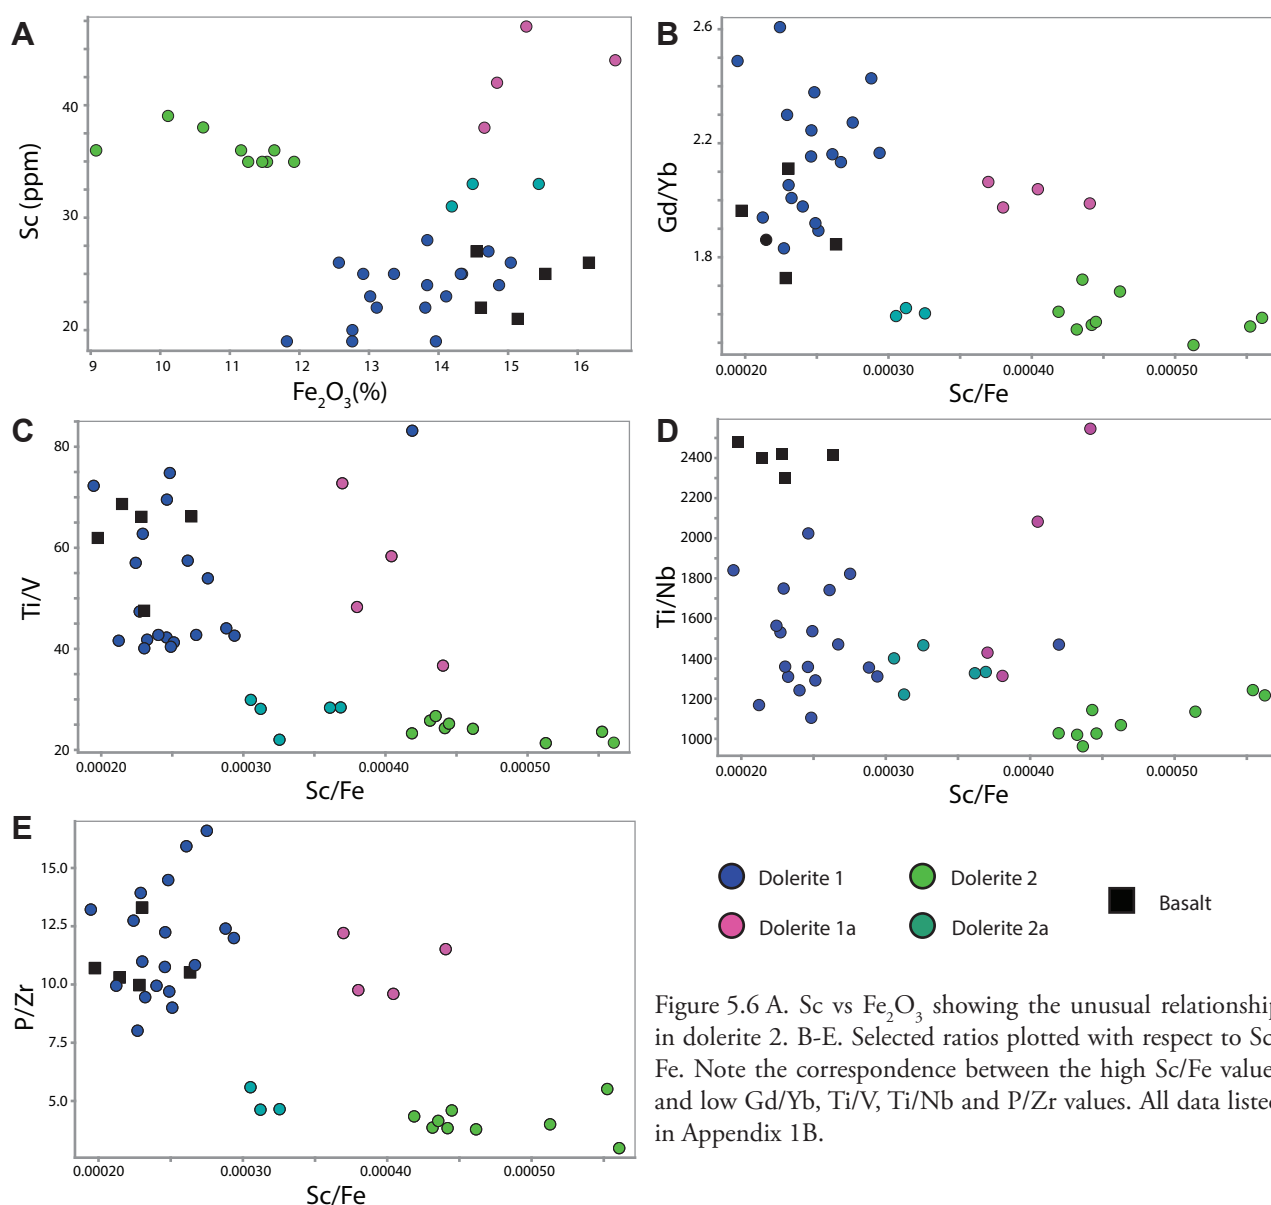 A
40
30
20
Sc (ppm)
9 10 11 12 13 14 15 16
Fe2O3(%)
B
2.6
2.2
1.8
Gd/Yb
0.00020 0.00030 0.00040 0.00050
Sc/Fe
C
80
60
40
20
Ti/V
0.00020 0.00030 0.00040 0.00050
Sc/Fe
D
2400
2200
2000
1800
1600
1400
1200
1000
Ti/Nb
0.00020 0.00030 0.00040 0.00050
Sc/Fe
E
15.0
12.5
10.0
7.5
5.0
P/Zr
0.00020 0.00030 0.00040 0.00050
Sc/Fe
Dolerite 1
Dolerite 2
Basalt
Dolerite 1a
Dolerite 2a
Figure 5.6 A. Sc vs Fe2O3 showing the unusual relationship
in dolerite 2. B-E. Selected ratios plotted with respect to Sc
Fe. Note the correspondence between the high Sc/Fe value
and low Gd/Yb, Ti/V, Ti/Nb and P/Zr values. All data listed
in Appendix 1B.